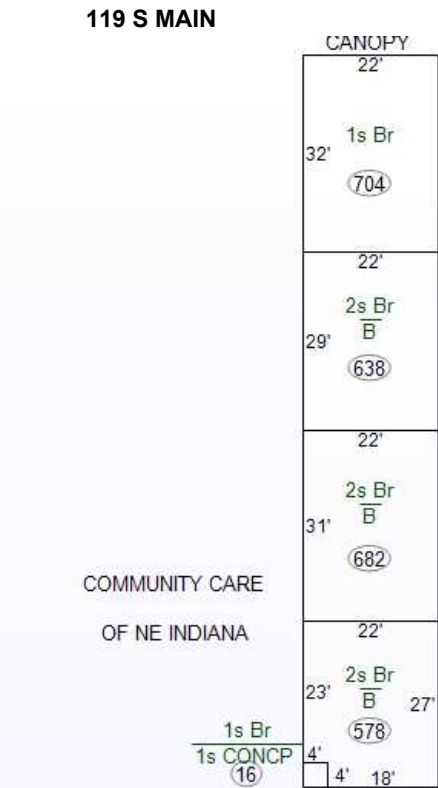 119 S MAIN
CANOPY
22'
1s Br
32'
704
22'
2s Br
B
29'
638
22'
2s Br
B
31'
682
COMMUNITY CARE
OF NE INDIANA
22'
2s Br
23'
B
27'
578
1s Br
1s CONCP
4'
16
4'
18'